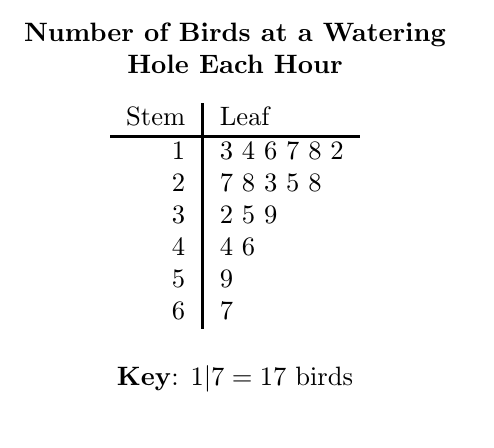 Number of Birds at a Watering
Hole Each Hour
Stem Leaf
1 3 4 6 7 8 2
2 7 8 3 5 8
3 2 5 9
4 4 6
5 9
6 7
Key: 1|7 = 17 birds